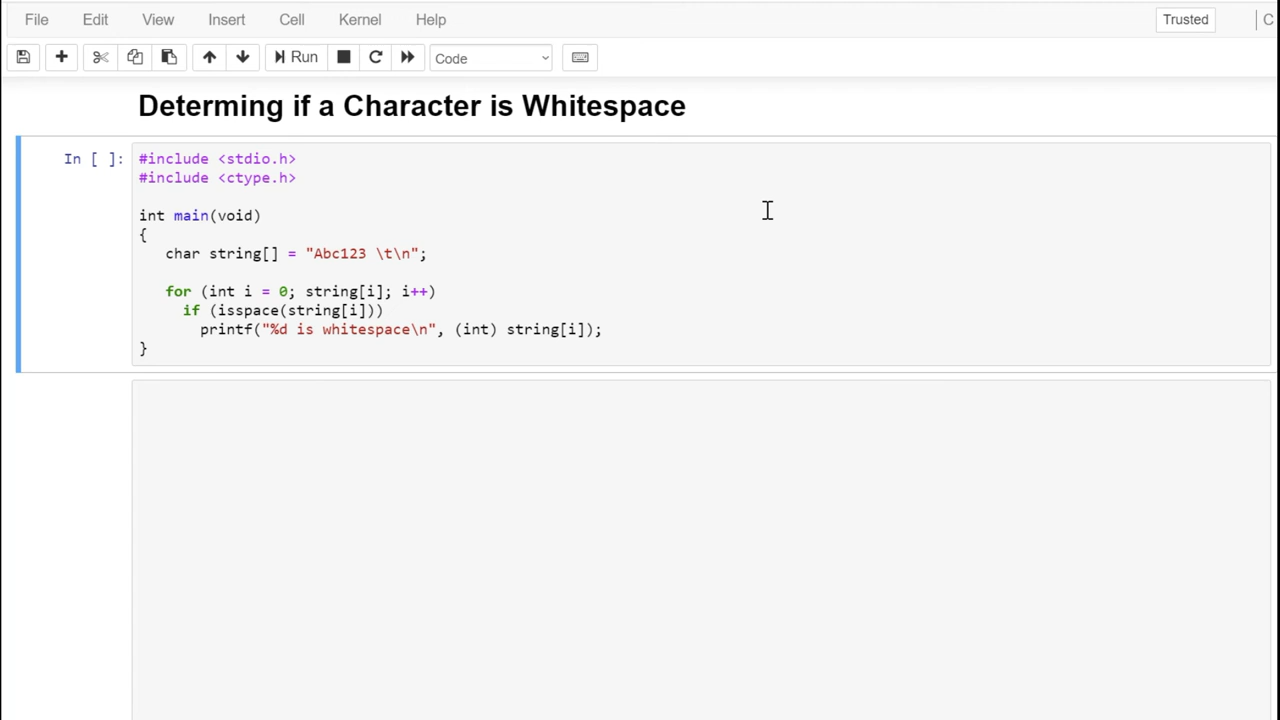 File Edit View Insert Cell Kernel Help Trusted C
Run Code
Determing if a Character is Whitespace
In [ ]:
#include <stdio.h>
#include <ctype.h>
int main(void)
{
char string[] = "Abc123 \t\n";
for (int i = 0; string[i]; i++)
if (isspace(string[i]))
printf("%d is whitespace\n", (int) string[i]);
}